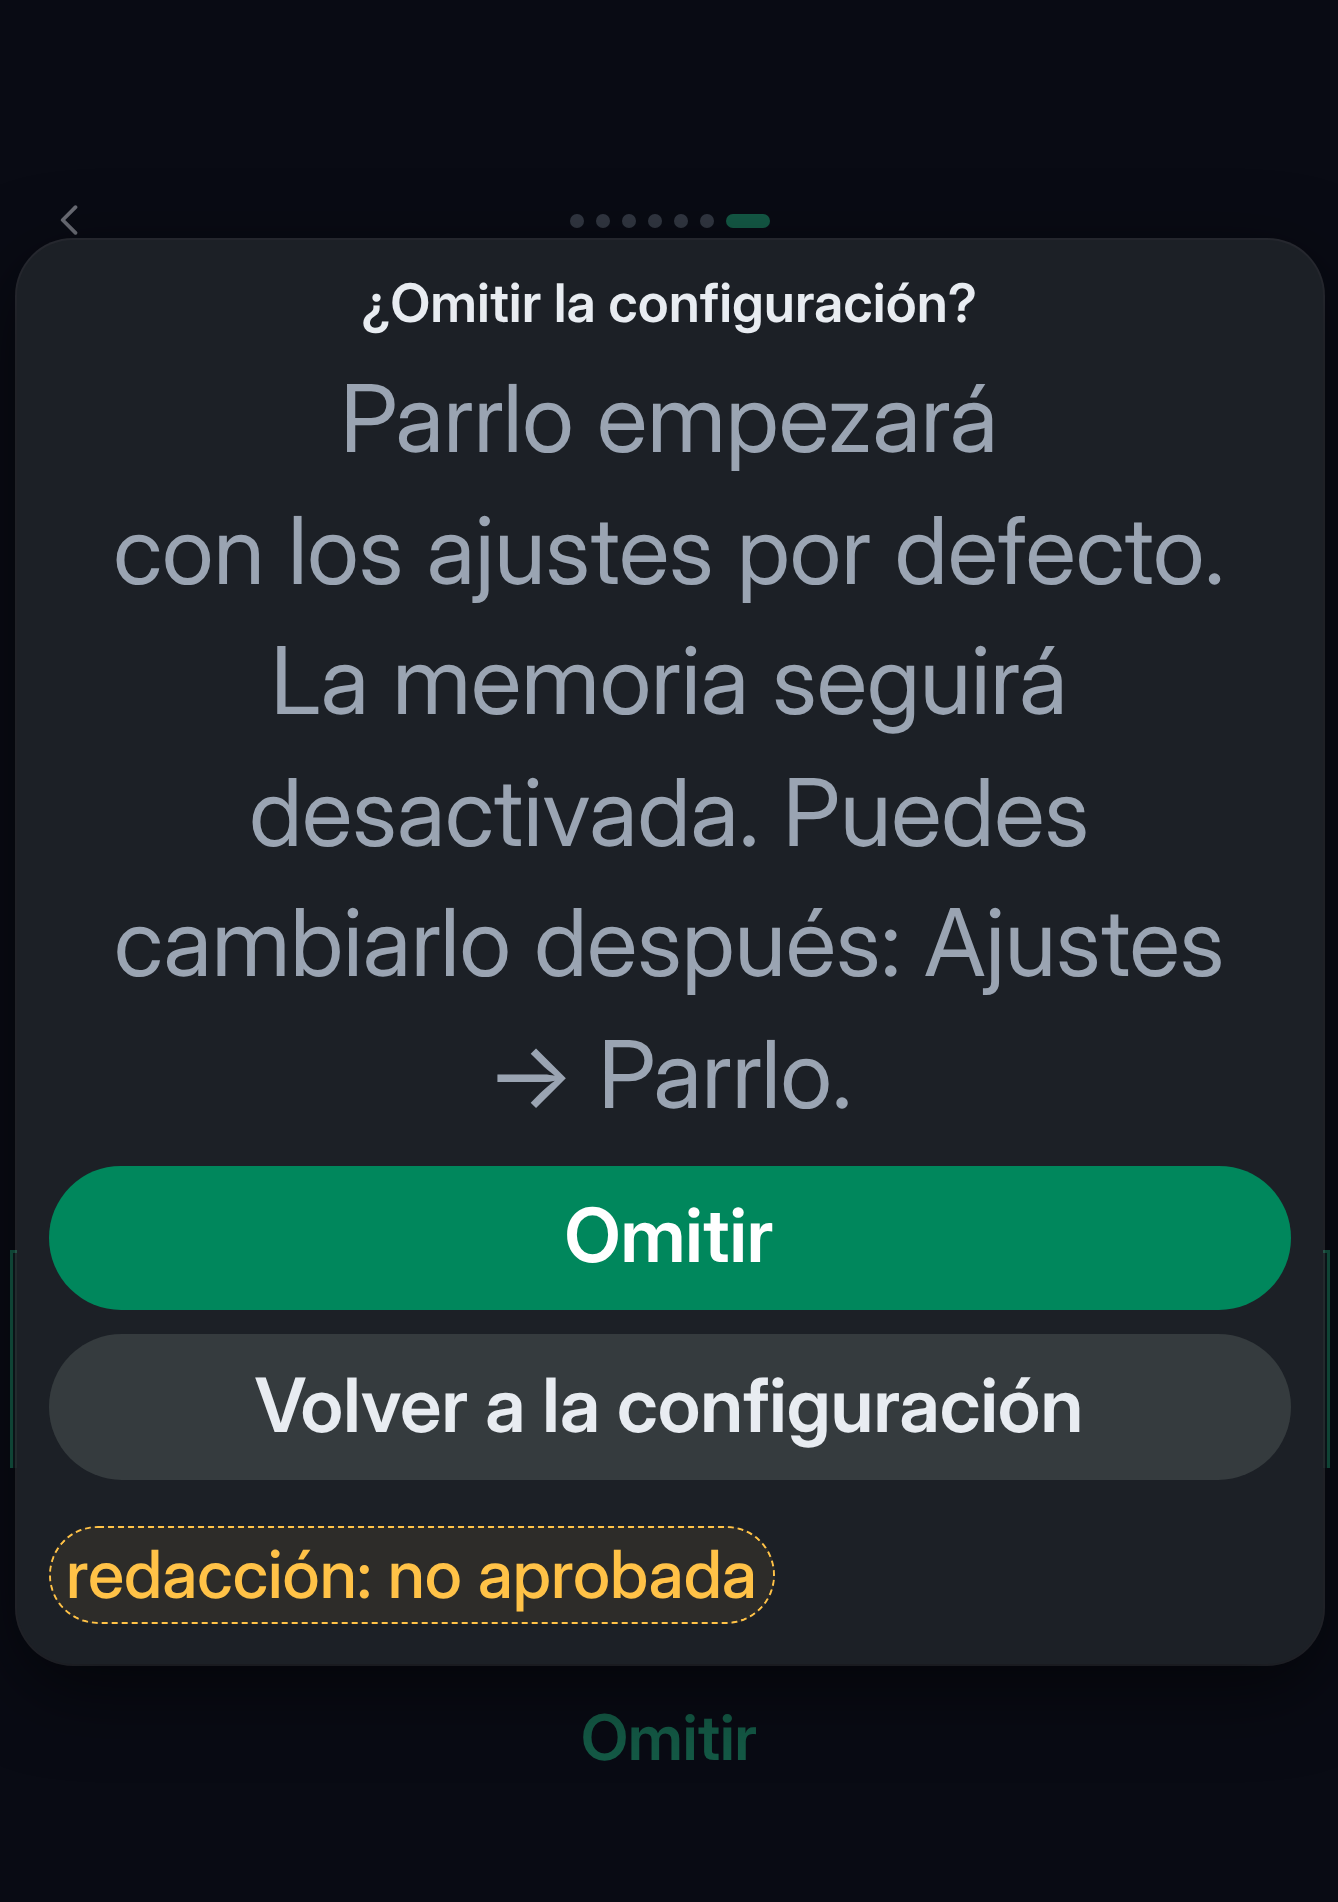 ¿Omitir la configuración?
Parrlo empezará
con los ajustes por defecto.
La memoria seguirá
desactivada. Puedes
cambiarlo después: Ajustes
→ Parrlo.
Omitir
Volver a la configuración
redacción: no aprobada
Omitir